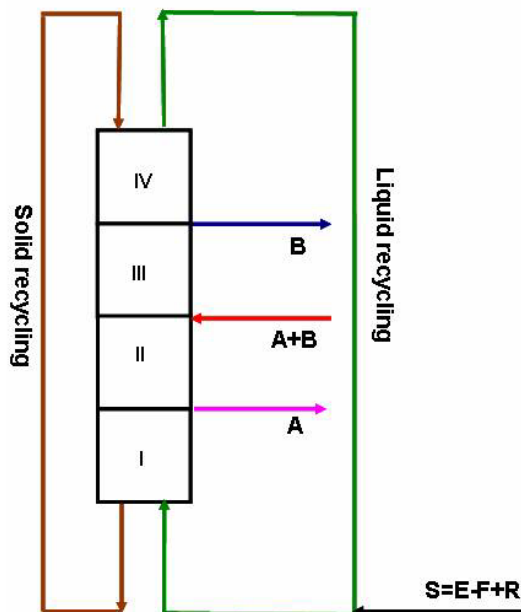 IV
B
III
A+B
II
A
I
Solid recycling
Liquid recycling
S=E-F+R